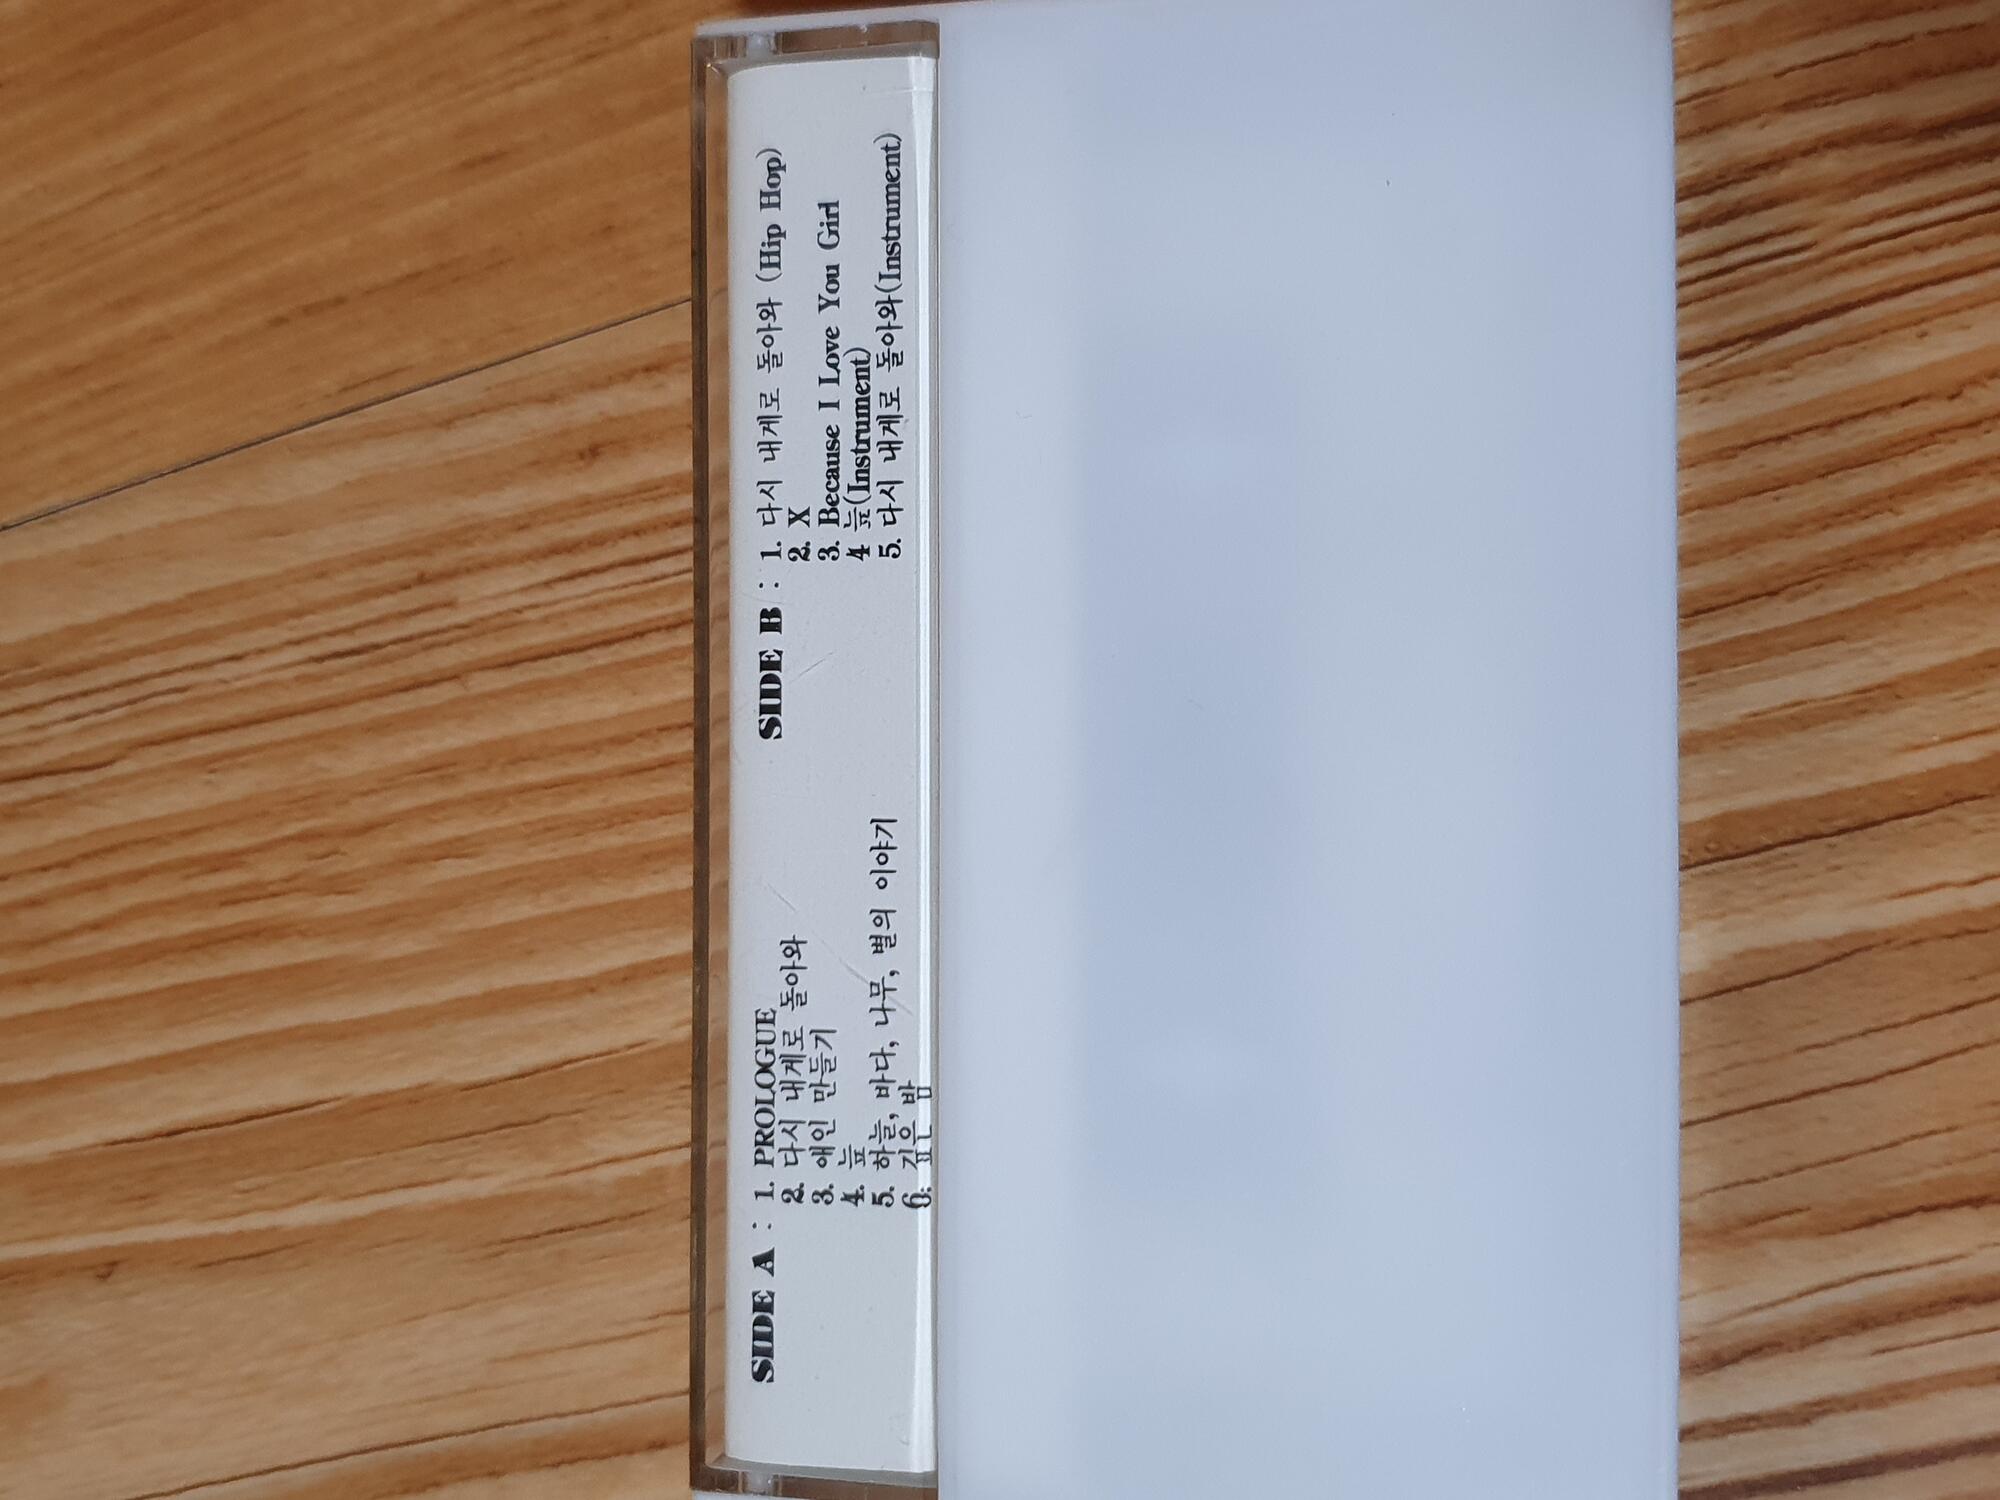 SIDE A : 1. PROLOGUE
2. 다시 내게로 돌아와
3. 애인 만들기
4. 늪
5. 하늘, 바다, 나무, 별의 이야기
6. 깊은 밤
SIDE B : 1. 다시 내게로 돌아와 (Hip Hop)
2. X
3. Because I Love You Girl
4 늪(Instrument)
5. 다시 내게로 돌아와(Instrument)